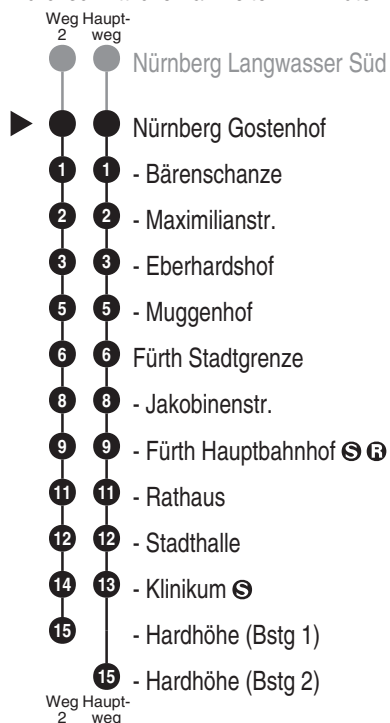 Weg Haupt-
2 weg
Nürnberg Langwasser Süd
Nürnberg Gostenhof
1 1 - Bärenschanze
2 2 - Maximilianstr.
3 3 - Eberhardshof
5 5 - Muggenhof
6 6 Fürth Stadtgrenze
8 8 - Jakobinenstr.
9 9 - Fürth Hauptbahnhof S R
11 11 - Rathaus
12 12 - Stadthalle
14 13 - Klinikum S
15 - Hardhöhe (Bstg 1)
15 - Hardhöhe (Bstg 2)
Weg Haupt-
2 weg